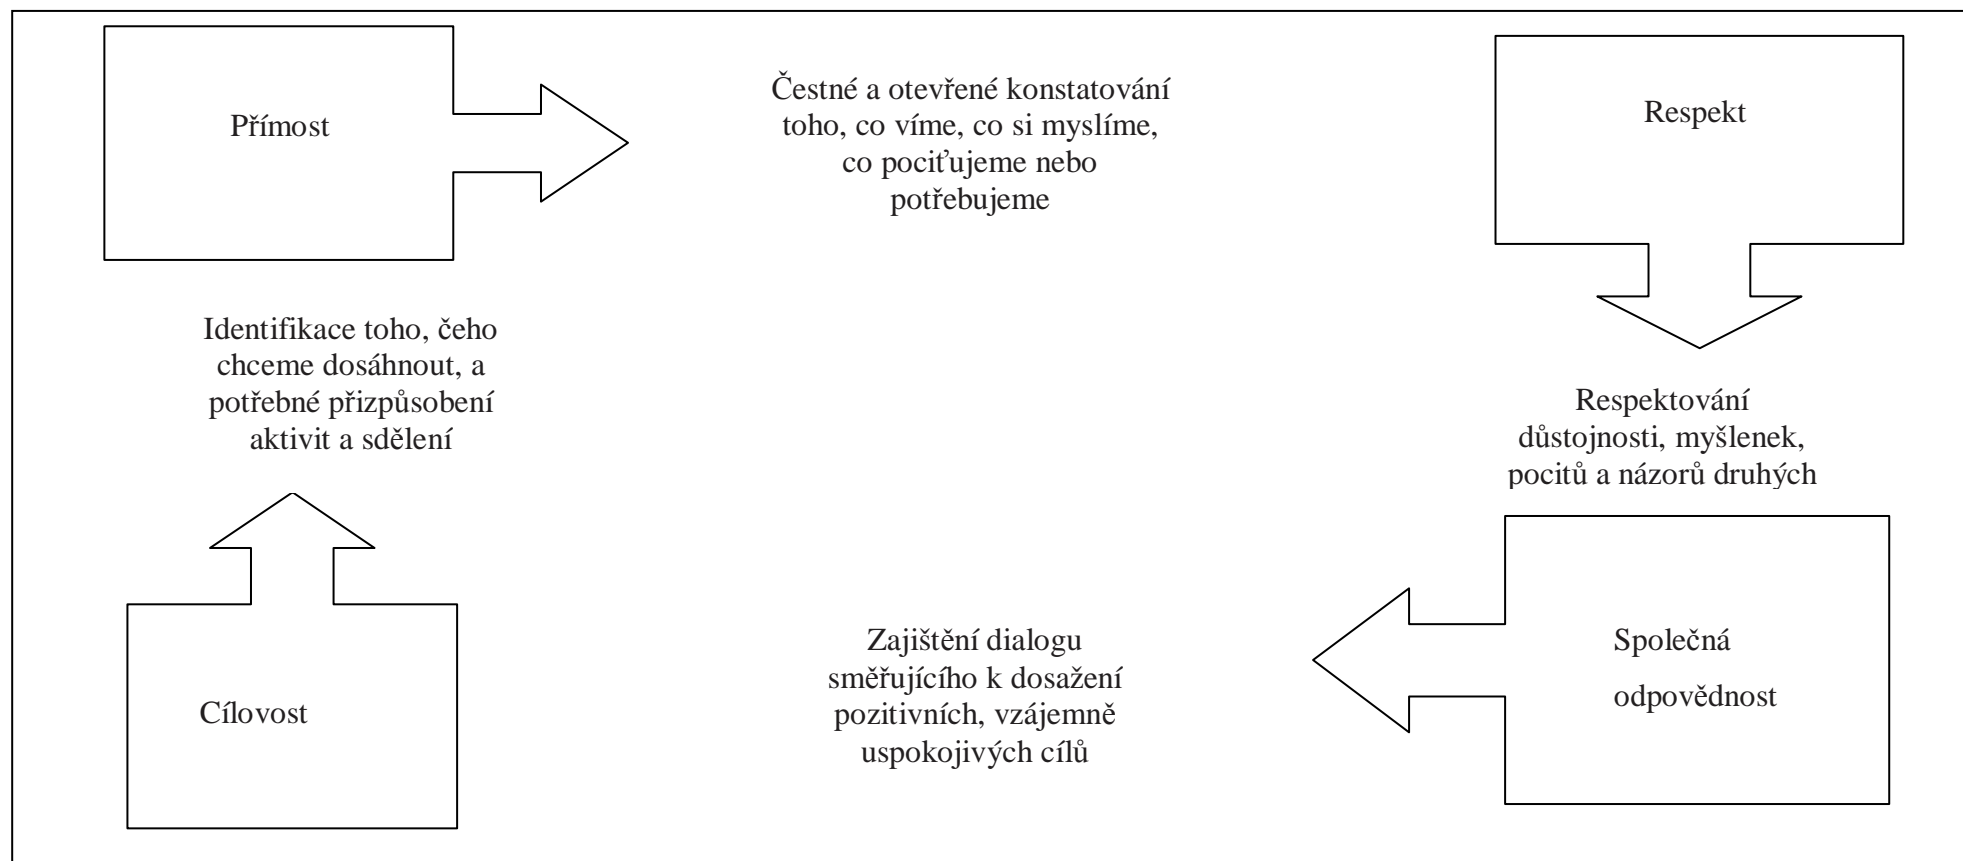 Přímost
Čestné a otevřené konstatování
toho, co víme, co si myslíme,
co pociťujeme nebo
potřebujeme
Respekt
Identifikace toho, čeho
chceme dosáhnout, a
potřebné přizpůsobení
aktivit a sdělení
Respektování
důstojnosti, myšlenek,
pocitů a názorů druhých
Cílovost
Zajištění dialogu
směřujícího k dosažení
pozitivních, vzájemně
uspokojivých cílů
Společná
odpovědnost